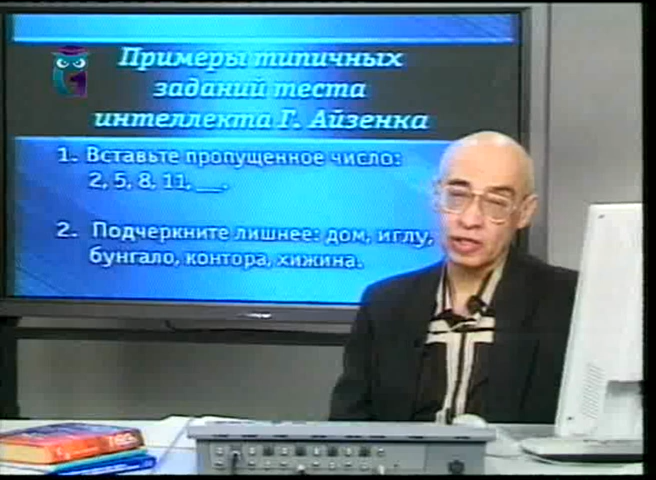 Примеры типичных
заданий теста
интеллекта Г. Айзенка
1. Вставьте пропущенное число:
2, 5, 8, 11, __.
2. Подчеркните лишнее: дом, иглу,
бунгало, контора, хижина.